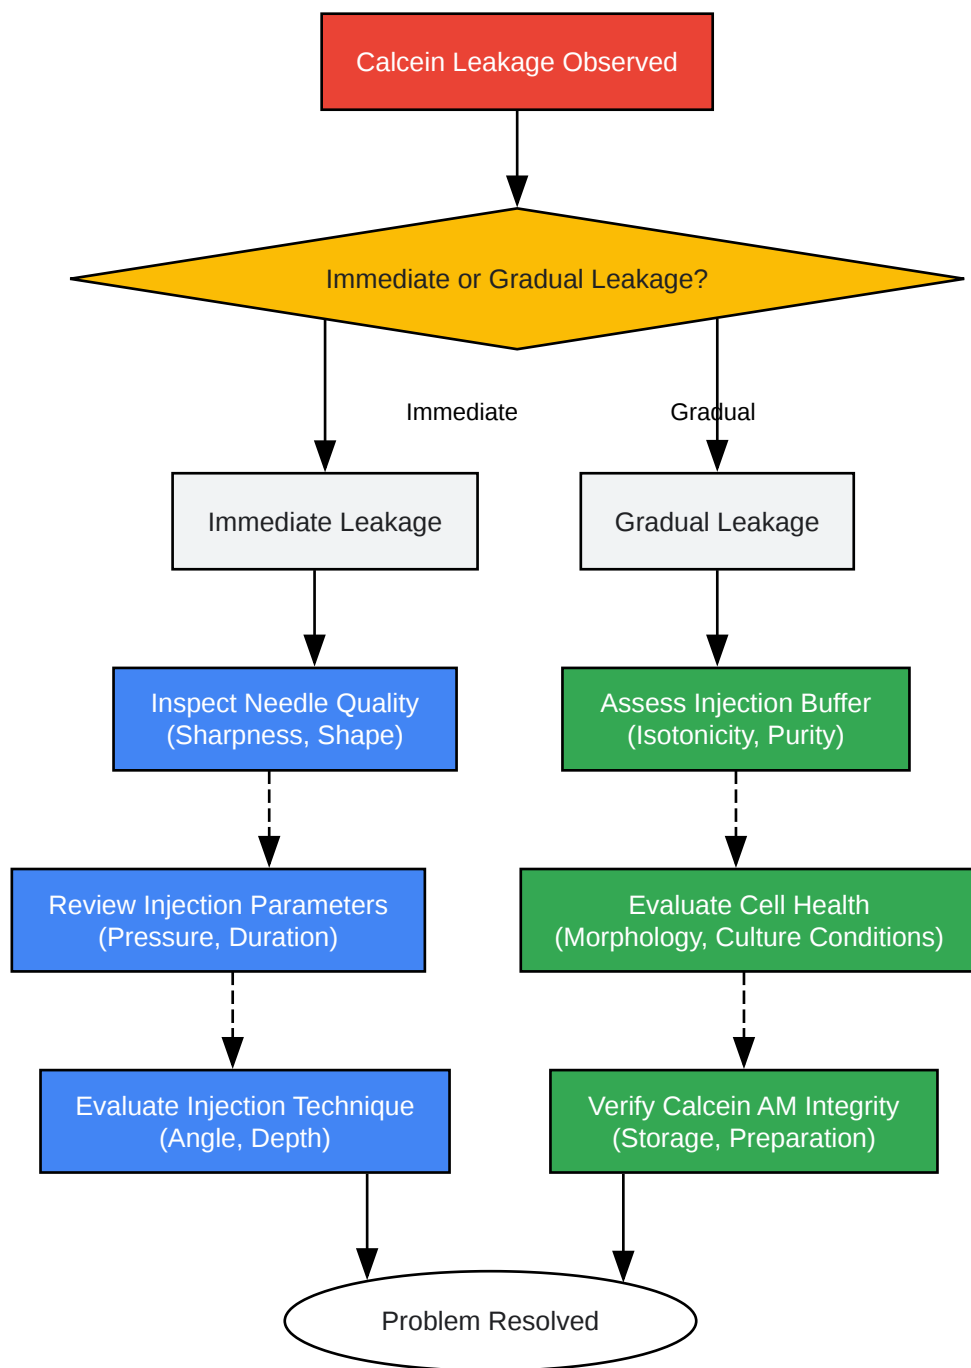 Calcein Leakage Observed
Immediate or Gradual Leakage?
Immediate
Gradual
Immediate Leakage
Gradual Leakage
Inspect Needle Quality
(Sharpness, Shape)
Assess Injection Buffer
(Isotonicity, Purity)
Review Injection Parameters
(Pressure, Duration)
Evaluate Cell Health
(Morphology, Culture Conditions)
Evaluate Injection Technique
(Angle, Depth)
Verify Calcein AM Integrity
(Storage, Preparation)
Problem Resolved